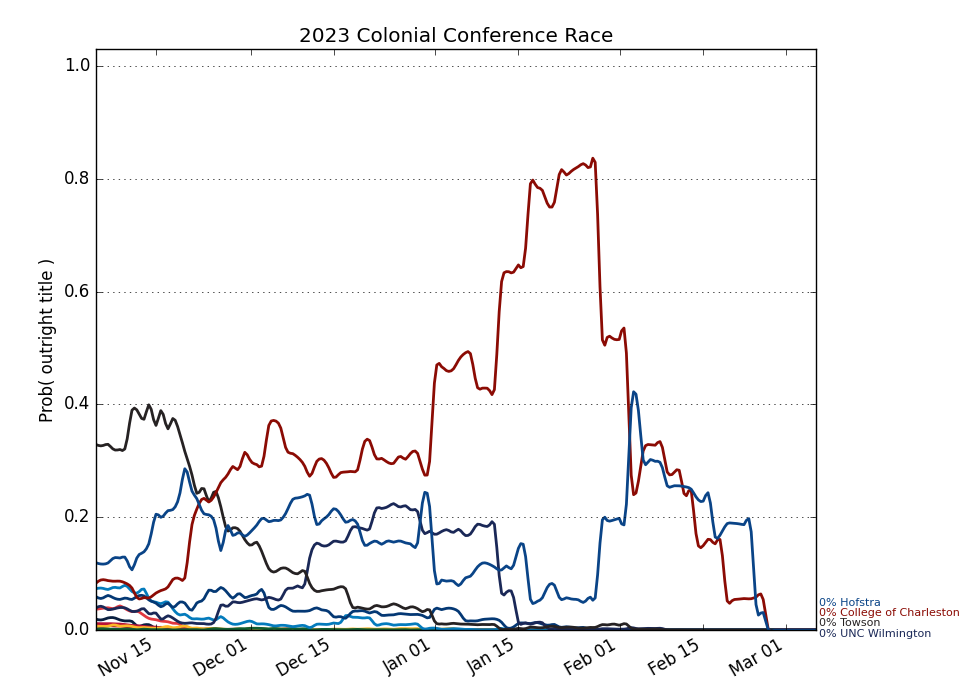 2023 Colonial Conference Race
Prob( outright title )
1.0
0.8
0.6
0.4
0.2
0.0
Nov 15
Dec 01
Dec 15
Jan 01
Jan 15
Feb 01
Feb 15
Mar 01
0% Hofstra
0% College of Charleston
0% Towson
0% UNC Wilmington